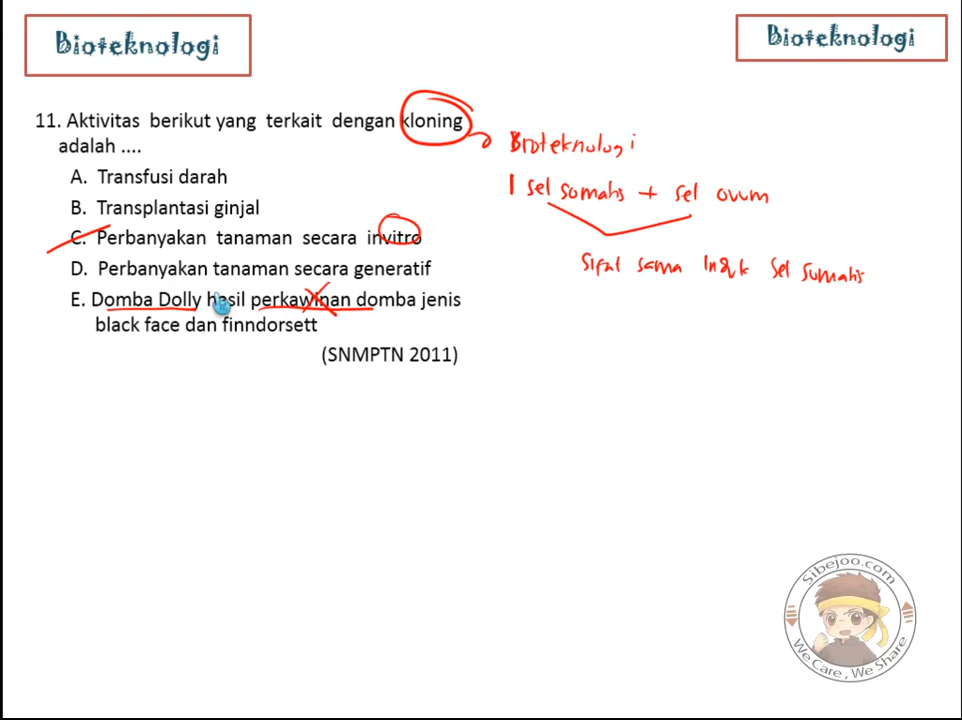 Bioteknologi
Bioteknologi
11. Aktivitas berikut yang terkait dengan kloning
adalah ....
A. Transfusi darah
B. Transplantasi ginjal
C. Perbanyakan tanaman secara invitro
D. Perbanyakan tanaman secara generatif
E. Domba Dolly hasil perkawinan domba jenis
black face dan finndorsett
(SNMPTN 2011)
Bioteknologi
1 sel somatis + sel ovum
Sifat sama Induk sel somatis
Sibejoo.com
We Care, We Share